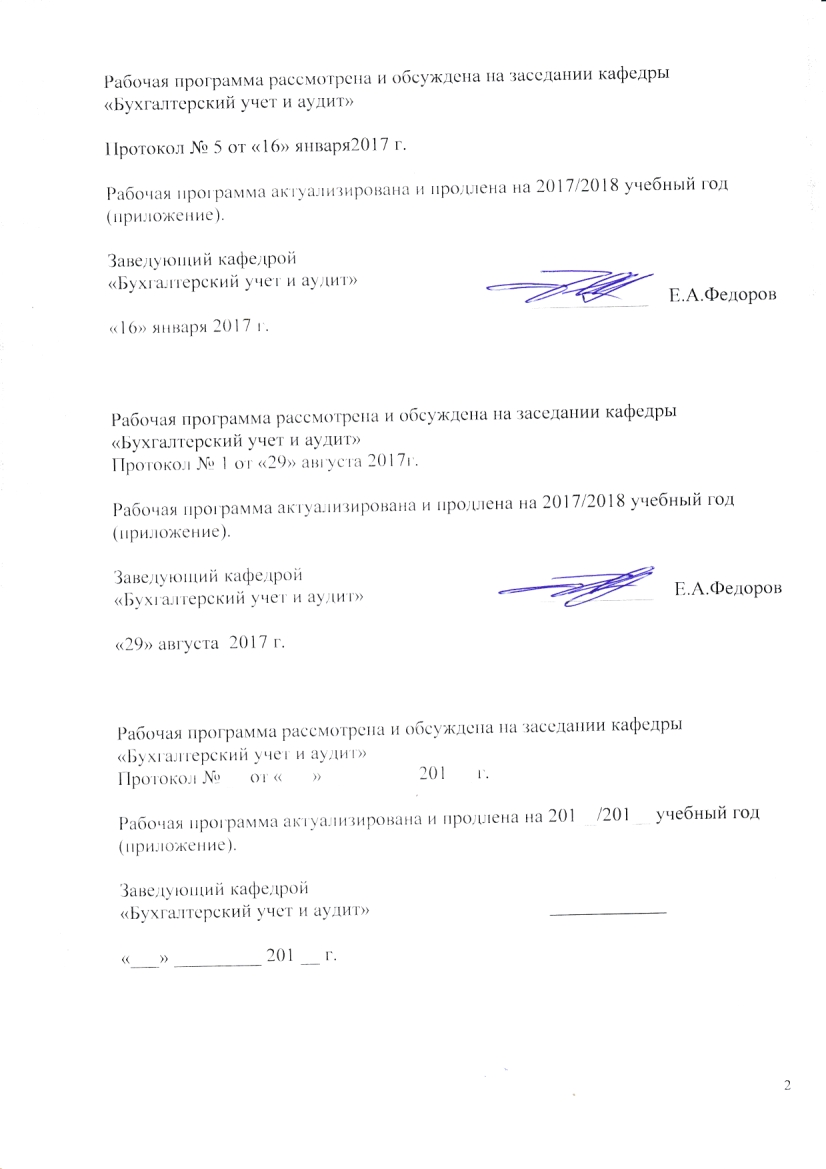 Рабочая программа рассмотрена и обсуждена на заседании кафедры
«Бухгалтерский учет и аудит»
Протокол № 5 от «16» января2017 г.
Рабочая программа актуализирована и продлена на 2017/2018 учебный год
(приложение).
Заведующий кафедрой
«Бухгалтерский учет и аудит»
Е.А.Федоров
«16» января 2017 г.
Рабочая программа рассмотрена и обсуждена на заседании кафедры
«Бухгалтерский учет и аудит»
Протокол № 1 от «29» августа 2017г.
Рабочая программа актуализирована и продлена на 2017/2018 учебный год
(приложение).
Заведующий кафедрой
«Бухгалтерский учет и аудит»
Е.А.Федоров
«29» августа  2017 г.
Рабочая программа рассмотрена и обсуждена на заседании кафедры
«Бухгалтерский учет и аудит»
Протокол №      от «      »                    201      г.
Рабочая программа актуализирована и продлена на 201 __/201 __ учебный год
(приложение).
Заведующий кафедрой
«Бухгалтерский учет и аудит» ____________
«___» _________ 201 __ г.
2